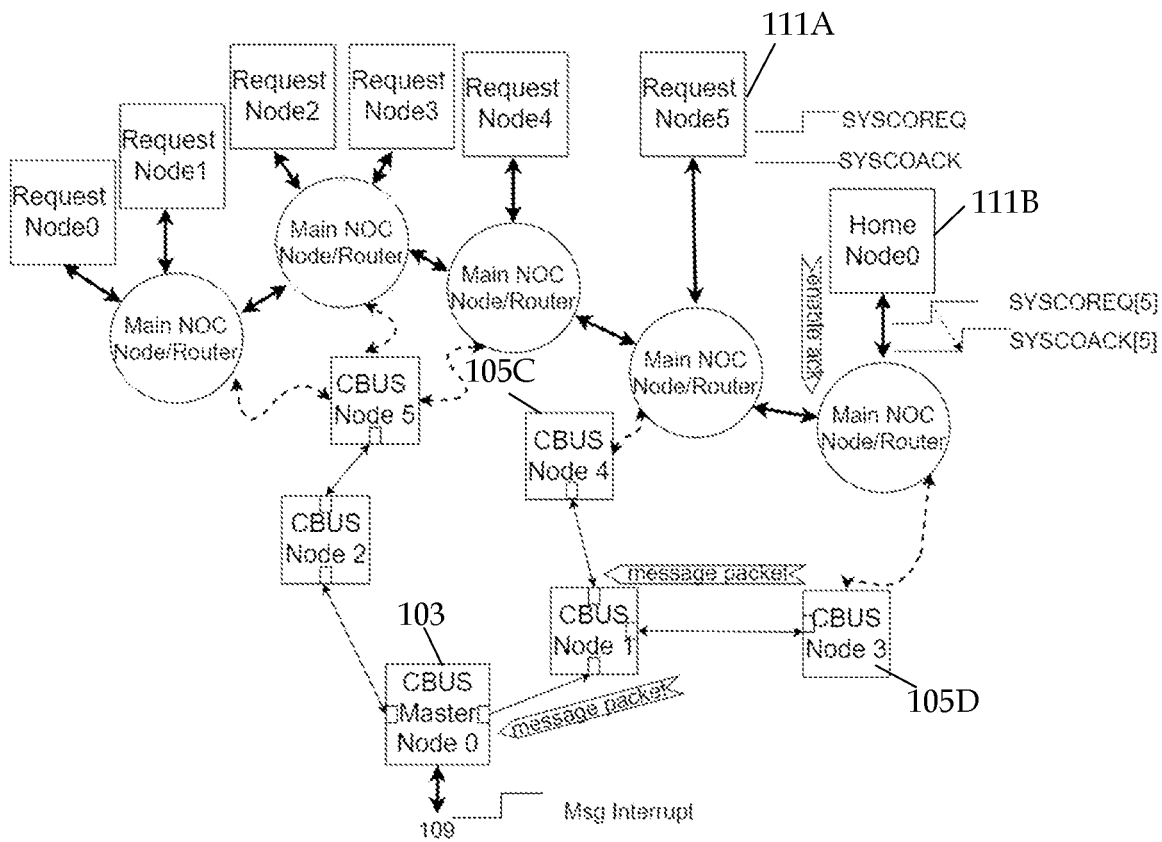 111A
Request
Node2
Request
Node3
Request
Node4
Request
Node5
SYSCOREQ
SYSCOACK
Request
Node1
Request
Node0
111B
Home
Node0
Main NOC
Node/Router
Main NOC
Node/Router
Main NOC
Node/Router
Main NOC
Node/Router
Main NOC
Node/Router
enable ack
SYSCOREQ[5]
SYSCOACK[5]
105C
CBUS
Node 5
CBUS
Node 4
CBUS
Node 2
message packet
CBUS
Node 1
CBUS
Node 3
103
105D
CBUS
Master
Node 0
message packet
109
Msg Interrupt